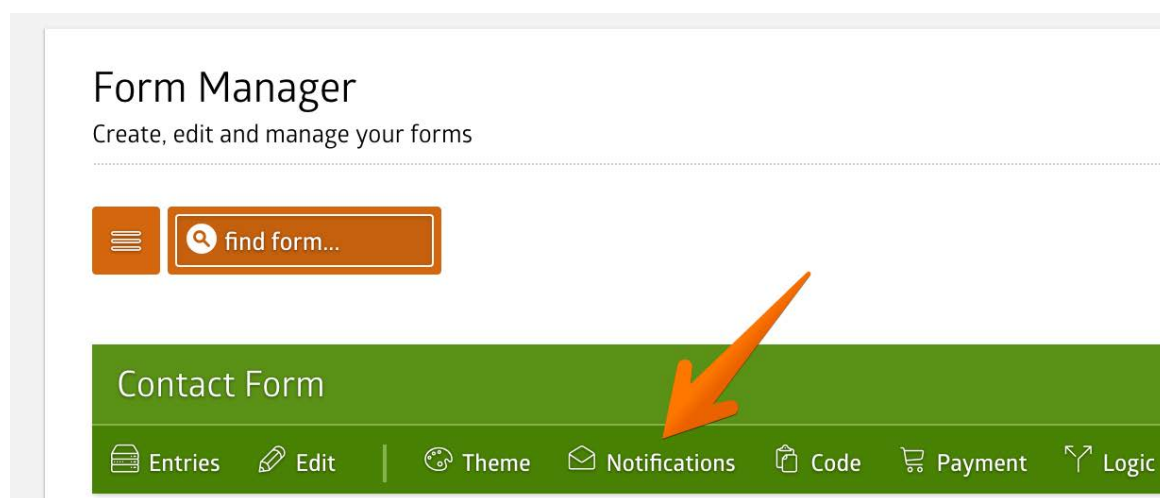 Form Manager
Create, edit and manage your forms
find form...
Contact Form
Entries Edit Theme Notifications Code Payment Logic